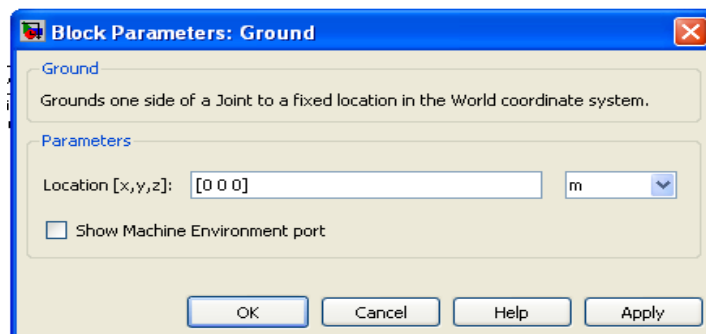 Block Parameters: Ground
Ground
Grounds one side of a Joint to a fixed location in the World coordinate system.
Parameters
Location [x,y,z]: [0 0 0] m
Show Machine Environment port
OK Cancel Help Apply